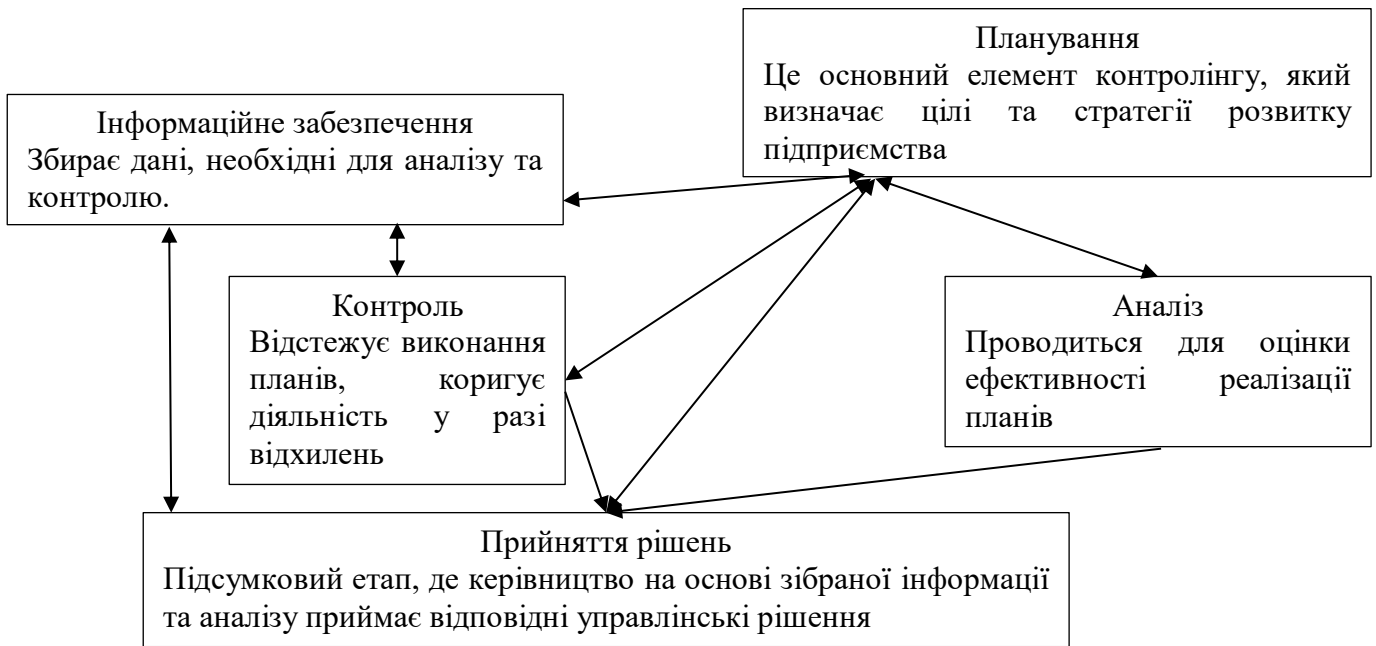 Планування
Це основний елемент контролінгу, який
визначає цілі та стратегії розвитку
підприємства
Інформаційне забезпечення
Збирає дані, необхідні для аналізу та
контролю.
Контроль
Відстежує виконання
планів, коригує
діяльність у разі
відхилень
Аналіз
Проводиться для оцінки
ефективності реалізації
планів
Прийняття рішень
Підсумковий етап, де керівництво на основі зібраної інформації
та аналізу приймає відповідні управлінські рішення